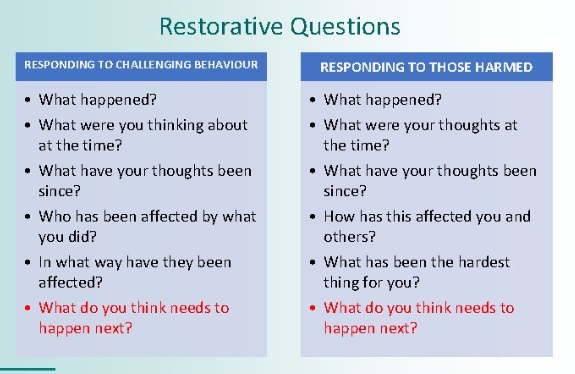 Restorative Questions
RESPONDING TO CHALLENGING BEHAVIOUR
• What happened?
• What were you thinking about
at the time?
• What have your thoughts been
since?
• Who has been affected by what
you did?
• In what way have they been
affected?
• What do you think needs to
happen next?
RESPONDING TO THOSE HARMED
• What happened?
• What were your thoughts at
the time?
• What have your thoughts been
since?
• How has this affected you and
others?
• What has been the hardest
thing for you?
• What do you think needs to
happen next?